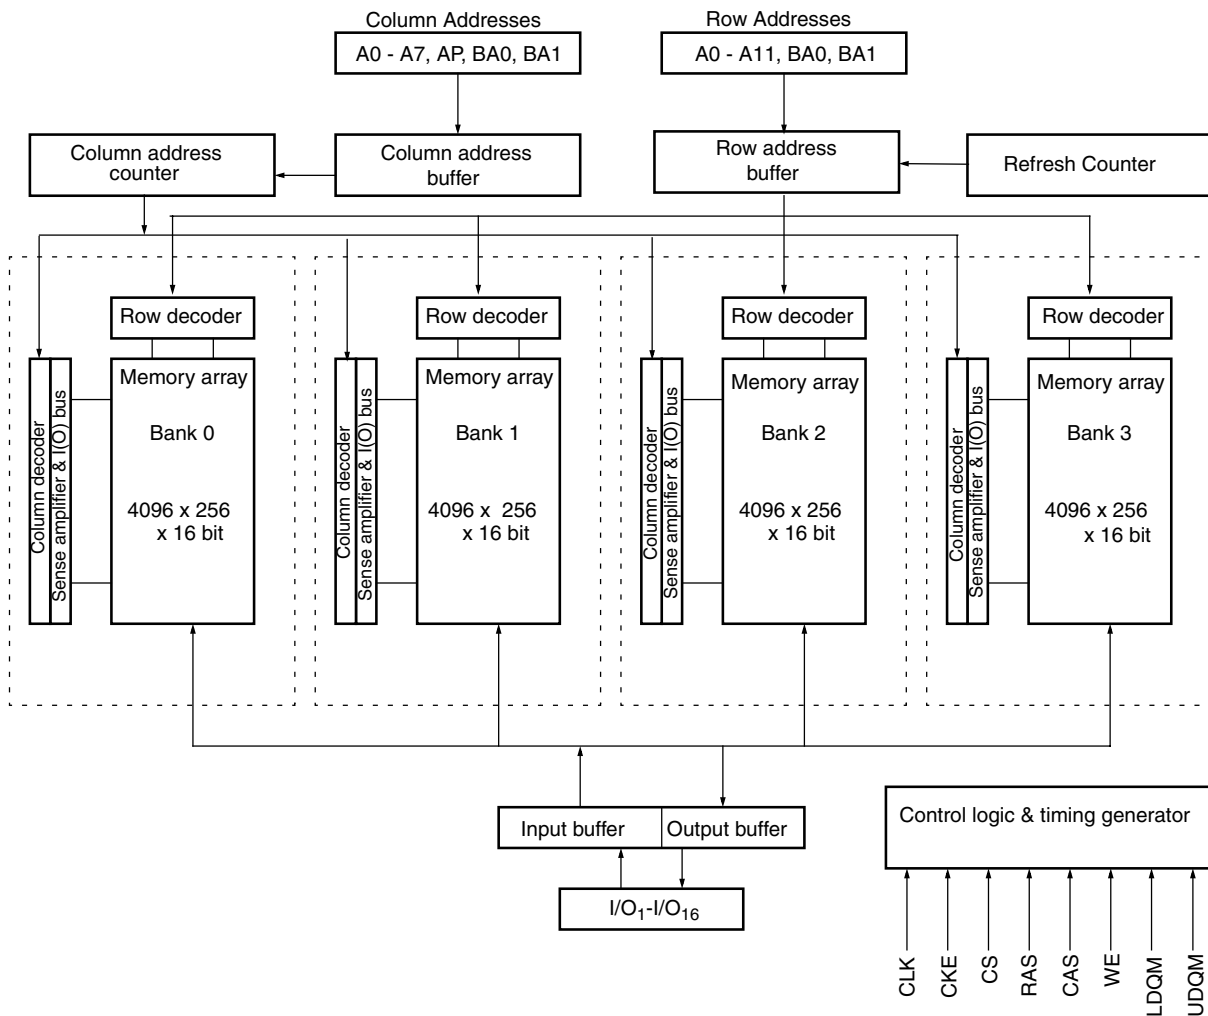 Column Addresses
Row Addresses
A0 - A7, AP, BA0, BA1
A0 - A11, BA0, BA1
Column address
counter
Column address
buffer
Row address
buffer
Refresh Counter
Row decoder
Row decoder
Row decoder
Row decoder
Column decoder
Sense amplifier & I(O) bus
Memory array
Bank 0
4096 x 256
x 16 bit
Column decoder
Sense amplifier & I(O) bus
Memory array
Bank 1
4096 x 256
x 16 bit
Column decoder
Sense amplifier & I(O) bus
Memory array
Bank 2
4096 x 256
x 16 bit
Column decoder
Sense amplifier & I(O) bus
Memory array
Bank 3
4096 x 256
x 16 bit
Input buffer
Output buffer
I/O1-I/O16
Control logic & timing generator
CLK
CKE
CS
RAS
CAS
WE
LDQM
UDQM